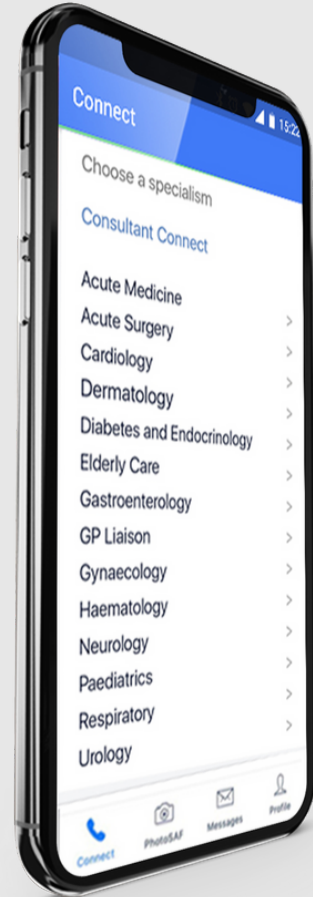 Connect
15:22
Choose a specialism
Consultant Connect
Acute Medicine
Acute Surgery
Cardiology
Dermatology
Diabetes and Endocrinology
Elderly Care
Gastroenterology
GP Liaison
Gynaecology
Haematology
Neurology
Paediatrics
Respiratory
Urology
Connect
PhotoSAF
Messages
Profile